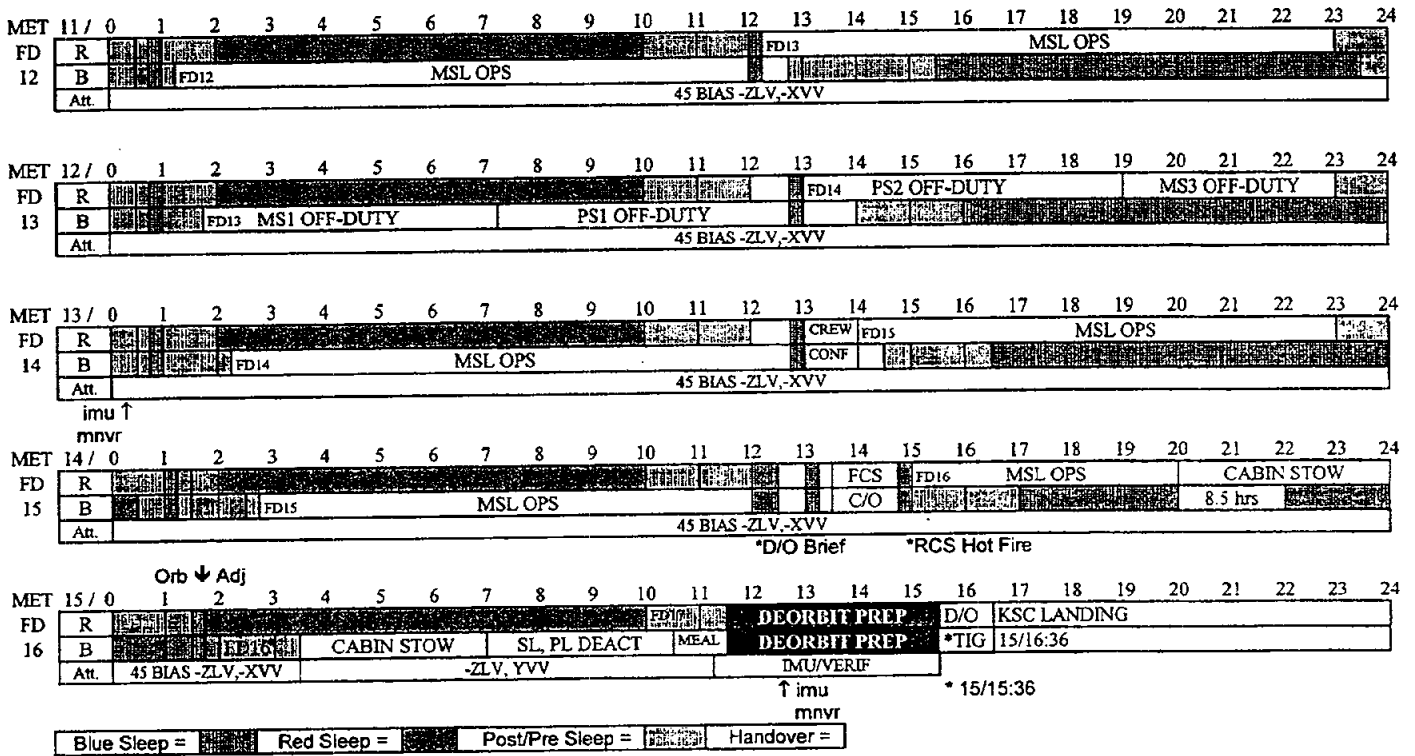 MET 11 / 0 1 2 3 4 5 6 7 8 9 10 11 12 13 14 15 16 17 18 19 20 21 22 23 24
FD R FD13 MSL OPS
12 B FD12 MSL OPS
Att. 45 BIAS -ZLV,-XVV
MET 12 / 0 1 2 3 4 5 6 7 8 9 10 11 12 13 14 15 16 17 18 19 20 21 22 23 24
FD R FD14 PS2 OFF-DUTY MS3 OFF-DUTY
13 B FD13 MS1 OFF-DUTY PS1 OFF-DUTY
Att. 45 BIAS -ZLV,-XVV
MET 13 / 0 1 2 3 4 5 6 7 8 9 10 11 12 13 14 15 16 17 18 19 20 21 22 23 24
FD R CREW FD15 MSL OPS
14 B FD14 MSL OPS CONF
Att. 45 BIAS -ZLV,-XVV
imu ↑
mnvr
MET 14 / 0 1 2 3 4 5 6 7 8 9 10 11 12 13 14 15 16 17 18 19 20 21 22 23 24
FD R FCS FD16 MSL OPS CABIN STOW
15 B FD15 MSL OPS C/O 8.5 hrs
Att. 45 BIAS -ZLV,-XVV
*D/O Brief *RCS Hot Fire
Orb ↓ Adj
MET 15 / 0 1 2 3 4 5 6 7 8 9 10 11 12 13 14 15 16 17 18 19 20 21 22 23 24
FD R DEORBIT PREP D/O KSC LANDING
16 B FD16 CABIN STOW SL, PL DEACT MEAL DEORBIT PREP *TIG 15/16:36
Att. 45 BIAS -ZLV,-XVV -ZLV, YVV IMU/VERIF
↑ imu * 15/15:36
mnvr
Blue Sleep = Red Sleep = Post/Pre Sleep = Handover =